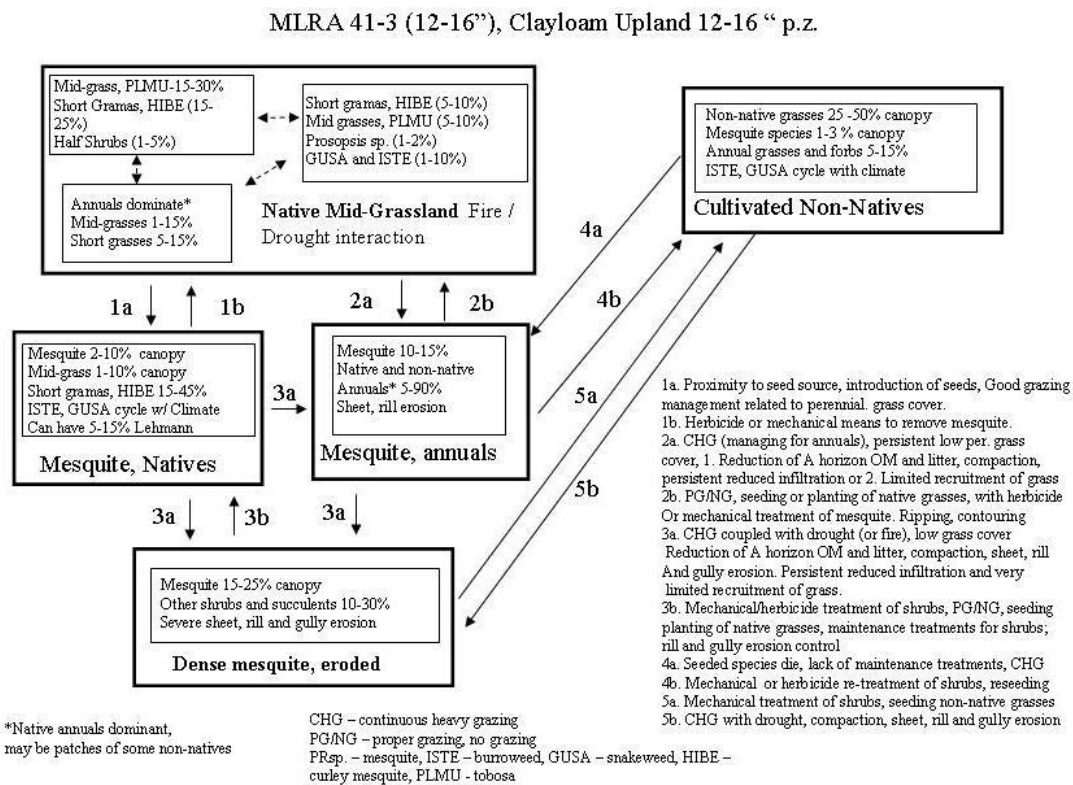 MLRA 41-3 (12-16”), Clayloam Upland 12-16 “ p.z.
Mid-grass, PLMU-15-30%
Short Gramas, HIBE (15-
25%)
Half Shrubs (1-5%)
Short gramas, HIBE (5-10%)
Mid grasses, PLMU (5-10%)
Prosopsis sp. (1-2%)
GUSA and ISTE (1-10%)
Annuals dominate*
Mid-grasses 1-15%
Short grasses 5-15%
Native Mid-Grassland Fire /
Drought interaction
Non-native grasses 25 -50% canopy
Mesquite species 1-3 % canopy
Annual grasses and forbs 5-15%
ISTE, GUSA cycle with climate
Cultivated Non-Natives
4a
1a
1b
2a
2b
4b
Mesquite 2-10% canopy
Mid-grass 1-10% canopy
Short gramas, HIBE 15-45%
ISTE, GUSA cycle w/ Climate
Can have 5-15% Lehmann
Mesquite, Natives
3a
Mesquite 10-15%
Native and non-native
Annuals* 5-90%
Sheet, rill erosion
Mesquite, annuals
5a
5b
3a
3b
3a
Mesquite 15-25% canopy
Other shrubs and succulents 10-30%
Severe sheet, rill and gully erosion
Dense mesquite, eroded
1a. Proximity to seed source, introduction of seeds, Good grazing
management related to perennial. grass cover.
1b. Herbicide or mechanical means to remove mesquite.
2a. CHG (managing for annuals), persistent low per. grass
cover, 1. Reduction of A horizon OM and litter, compaction,
persistent reduced infiltration or 2. Limited recruitment of grass
2b. PG/NG, seeding or planting of native grasses, with herbicide
Or mechanical treatment of mesquite. Ripping, contouring
3a. CHG coupled with drought (or fire), low grass cover
Reduction of A horizon OM and litter, compaction, sheet, rill
And gully erosion. Persistent reduced infiltration and very
limited recruitment of grass.
3b. Mechanical/herbicide treatment of shrubs, PG/NG, seeding
planting of native grasses, maintenance treatments for shrubs;
rill and gully erosion control
4a. Seeded species die, lack of maintenance treatments, CHG
4b. Mechanical or herbicide re-treatment of shrubs, reseeding
5a. Mechanical treatment of shrubs, seeding non-native grasses
5b. CHG with drought, compaction, sheet, rill and gully erosion
*Native annuals dominant,
may be patches of some non-natives
CHG – continuous heavy grazing
PG/NG – proper grazing, no grazing
PRsp. – mesquite, ISTE – burroweed, GUSA – snakeweed, HIBE –
curley mesquite, PLMU - tobosa